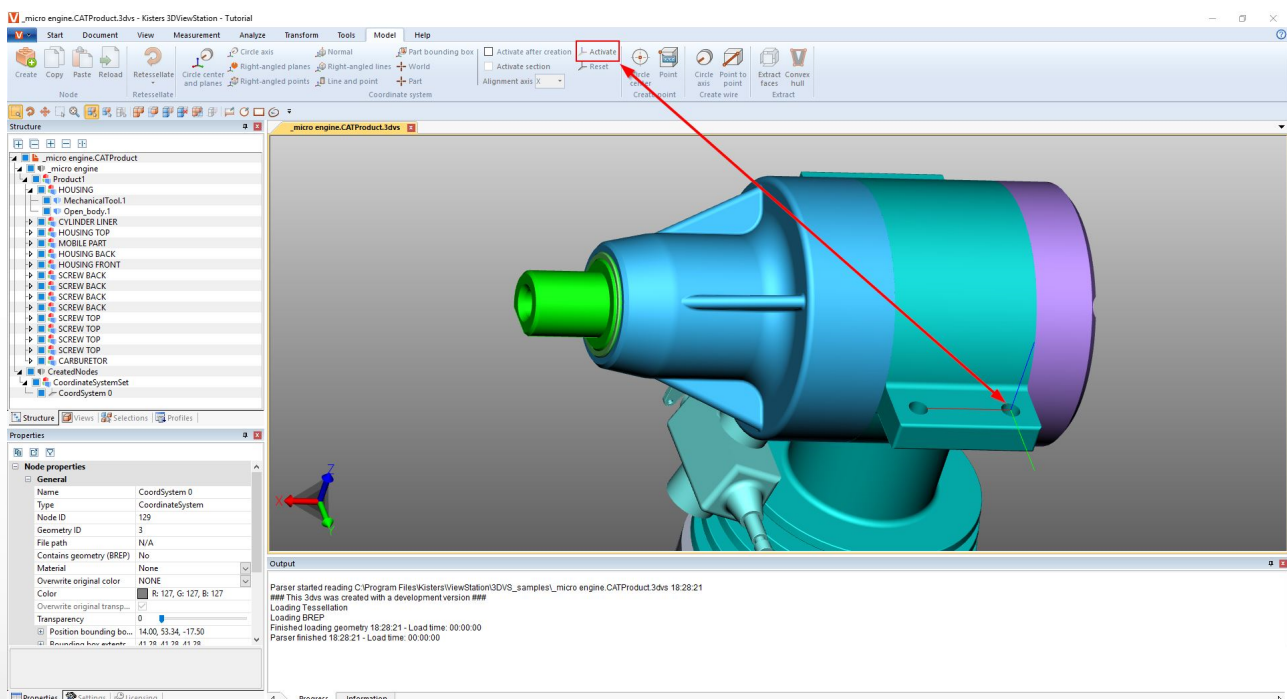 _micro engine.CATProduct.3dvs - Kisters 3DViewStation - Tutorial
Start Document View Measurement Analyze Transform Tools Model Help
Create Copy Paste Reload
Node
Retessellate
Retessellate
Circle center and planes
Circle axis
Right-angled planes
Right-angled points
Normal
Right-angled lines
Line and point
Part bounding box
World
Part
Activate after creation
Activate section
Alignment axis X
Activate
Reset
Coordinate system
Circle center
Point
Create point
Circle axis
Point to point
Create wire
Extract faces
Convex hull
Extract
Structure
_micro engine.CATProduct.3dvs
_micro engine.CATProduct
_micro engine
Product1
HOUSING
MechanicalTool.1
Open_body.1
CYLINDER LINER
HOUSING TOP
MOBILE PART
HOUSING BACK
HOUSING FRONT
SCREW BACK
SCREW BACK
SCREW BACK
SCREW BACK
SCREW TOP
SCREW TOP
SCREW TOP
SCREW TOP
CARBURETOR
CreatedNodes
CoordinateSystemSet
CoordSystem 0
Structure Views Selections Profiles
Properties
Node properties
General
Name CoordSystem 0
Type CoordinateSystem
Node ID 129
Geometry ID 3
File path N/A
Contains geometry (BREP) No
Material None
Overwrite original color NONE
Color R: 127, G: 127, B: 127
Overwrite original transp...
Transparency 0
Position bounding bo... 14.00, 53.34, -17.50
Bounding box extents 41.28, 41.28, 41.28
Properties Settings Licensing
Z
X
Y
Output
Parser started reading C:\Program Files\Kisters\ViewStation\3DVS_samples\_micro engine.CATProduct.3dvs 18:28:21
### This 3dvs was created with a development version ###
Loading Tessellation
Loading BREP
Finished loading geometry 18:28:21 - Load time: 00:00:00
Parser finished 18:28:21 - Load time: 00:00:00
Progress Information